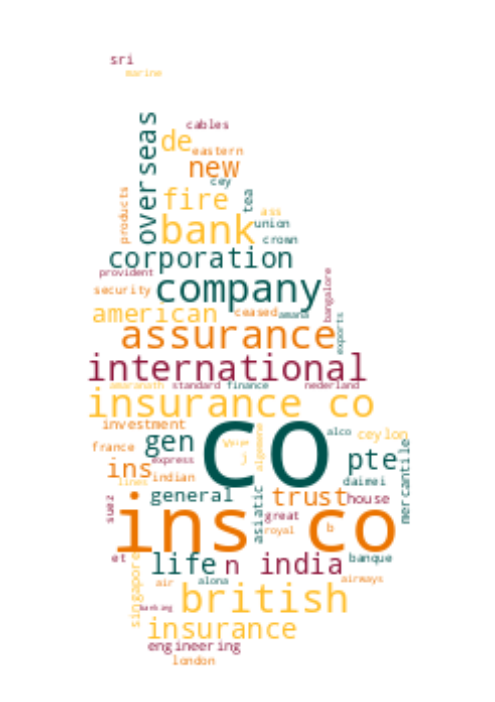 sri
marine
overseas
cables
de
eastern
new
cey
products
fire
tea
ass
bank
union
crown
corporation
provident
security
company
bangalore
american
ceased
amana
assurance
exports
international
amaranath standard finance nederland
insurance co
investment
co
gen
algemene
alco
ceylon
france
express
j
pte
mercantile
ins
indian
lines
daimei
suez
general
asiatic
trust
house
great
ins co
royal
b
et
life
n india
banque
singapore
air
alona
airways
british
banking
insurance
engineering
london